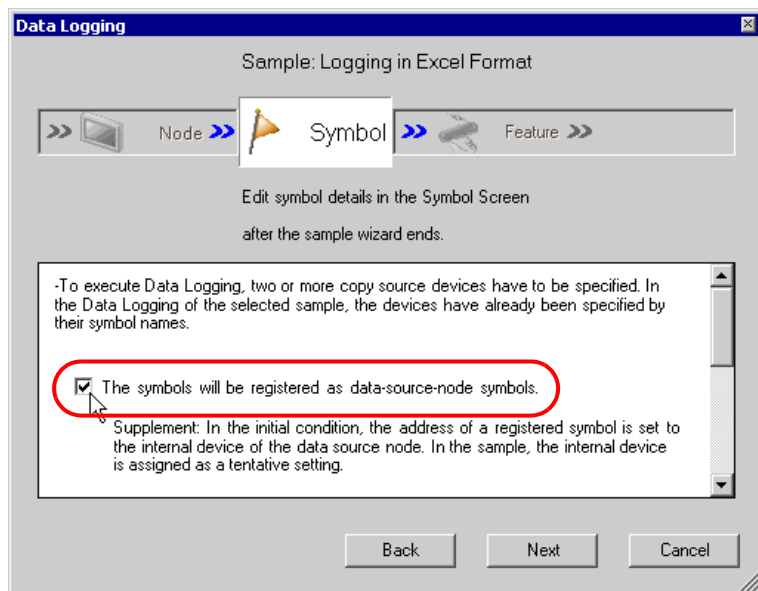 Data Logging
Sample: Logging in Excel Format
>> Node >> Symbol >> Feature >>
Edit symbol details in the Symbol Screen
after the sample wizard ends.
-To execute Data Logging, two or more copy source devices have to be specified. In
the Data Logging of the selected sample, the devices have already been specified by
their symbol names.
The symbols will be registered as data-source-node symbols.
Supplement: In the initial condition, the address of a registered symbol is set to
the internal device of the data source node. In the sample, the internal device
is assigned as a tentative setting.
Back Next Cancel